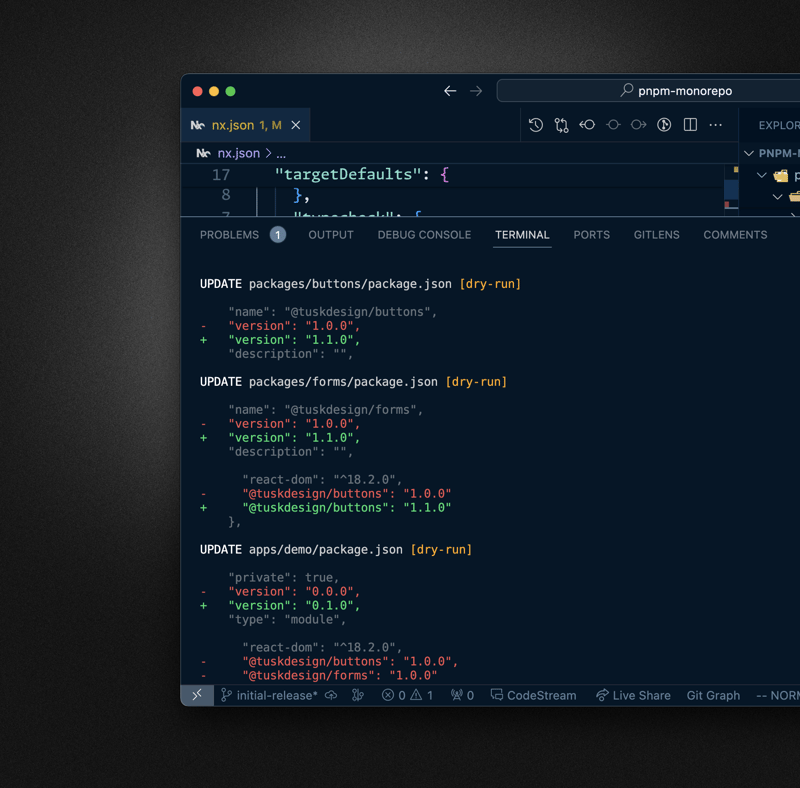 pnpm-monorepo
nx.json 1, M
EXPLOR
nx.json > ...
PNPM-
17 "targetDefaults": {
8 },
PROBLEMS 1 OUTPUT DEBUG CONSOLE TERMINAL PORTS GITLENS COMMENTS
UPDATE packages/buttons/package.json [dry-run]
"name": "@tuskdesign/buttons",
- "version": "1.0.0",
+ "version": "1.1.0",
"description": "",
UPDATE packages/forms/package.json [dry-run]
"name": "@tuskdesign/forms",
- "version": "1.0.0",
+ "version": "1.1.0",
"description": "",
"react-dom": "^18.2.0",
- "@tuskdesign/buttons": "1.0.0"
+ "@tuskdesign/buttons": "1.1.0"
},
UPDATE apps/demo/package.json [dry-run]
"private": true,
- "version": "0.0.0",
+ "version": "0.1.0",
"type": "module",
"react-dom": "^18.2.0",
- "@tuskdesign/buttons": "1.0.0",
- "@tuskdesign/forms": "1.0.0"
initial-release* 0 1 0 CodeStream Live Share Git Graph -- NORM